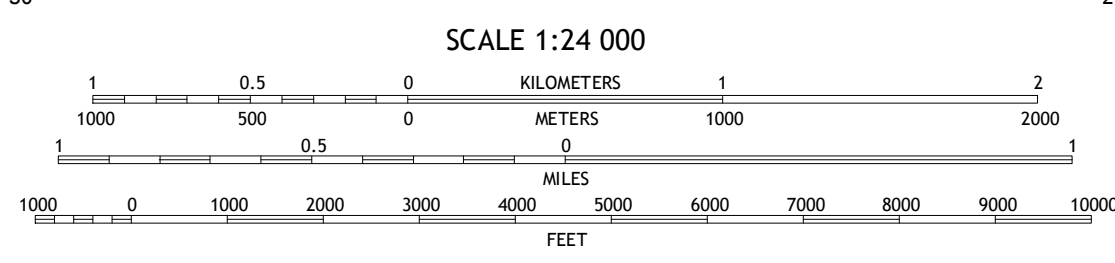 SCALE 1:24 000
1 0.5 0 KILOMETERS 1 2
1000 500 0 METERS 1000 2000
1 0.5 0 1
MILES
1000 0 1000 2000 3000 4000 5000 6000 7000 8000 9000 10000
FEET